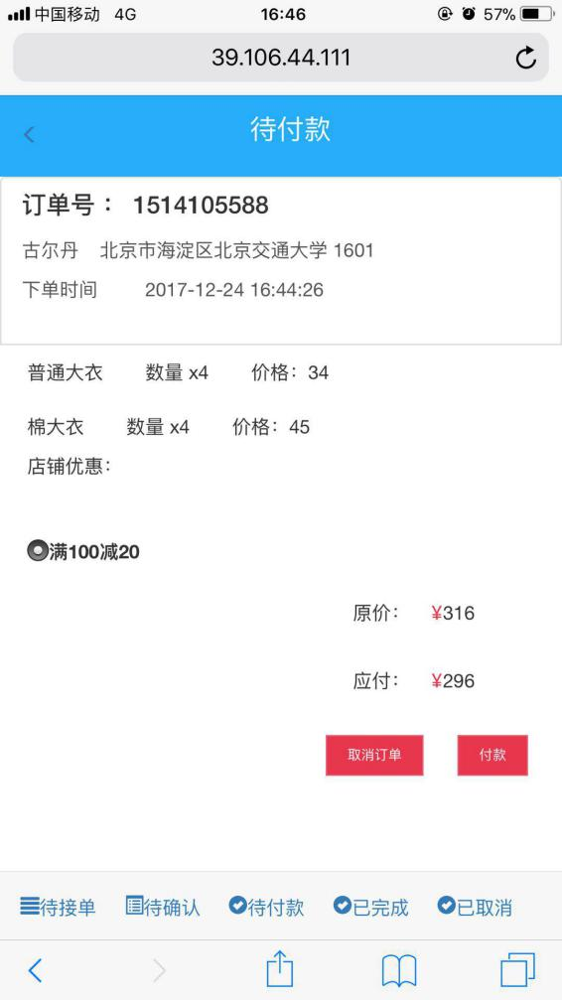 中国移动 4G 16:46 57%
39.106.44.111
待付款
订单号： 1514105588
古尔丹 北京市海淀区北京交通大学 1601
下单时间 2017-12-24 16:44:26
普通大衣 数量 x4 价格：34
棉大衣 数量 x4 价格：45
店铺优惠：
满100减20
原价： ¥316
应付： ¥296
取消订单 付款
待接单 待确认 待付款 已完成 已取消